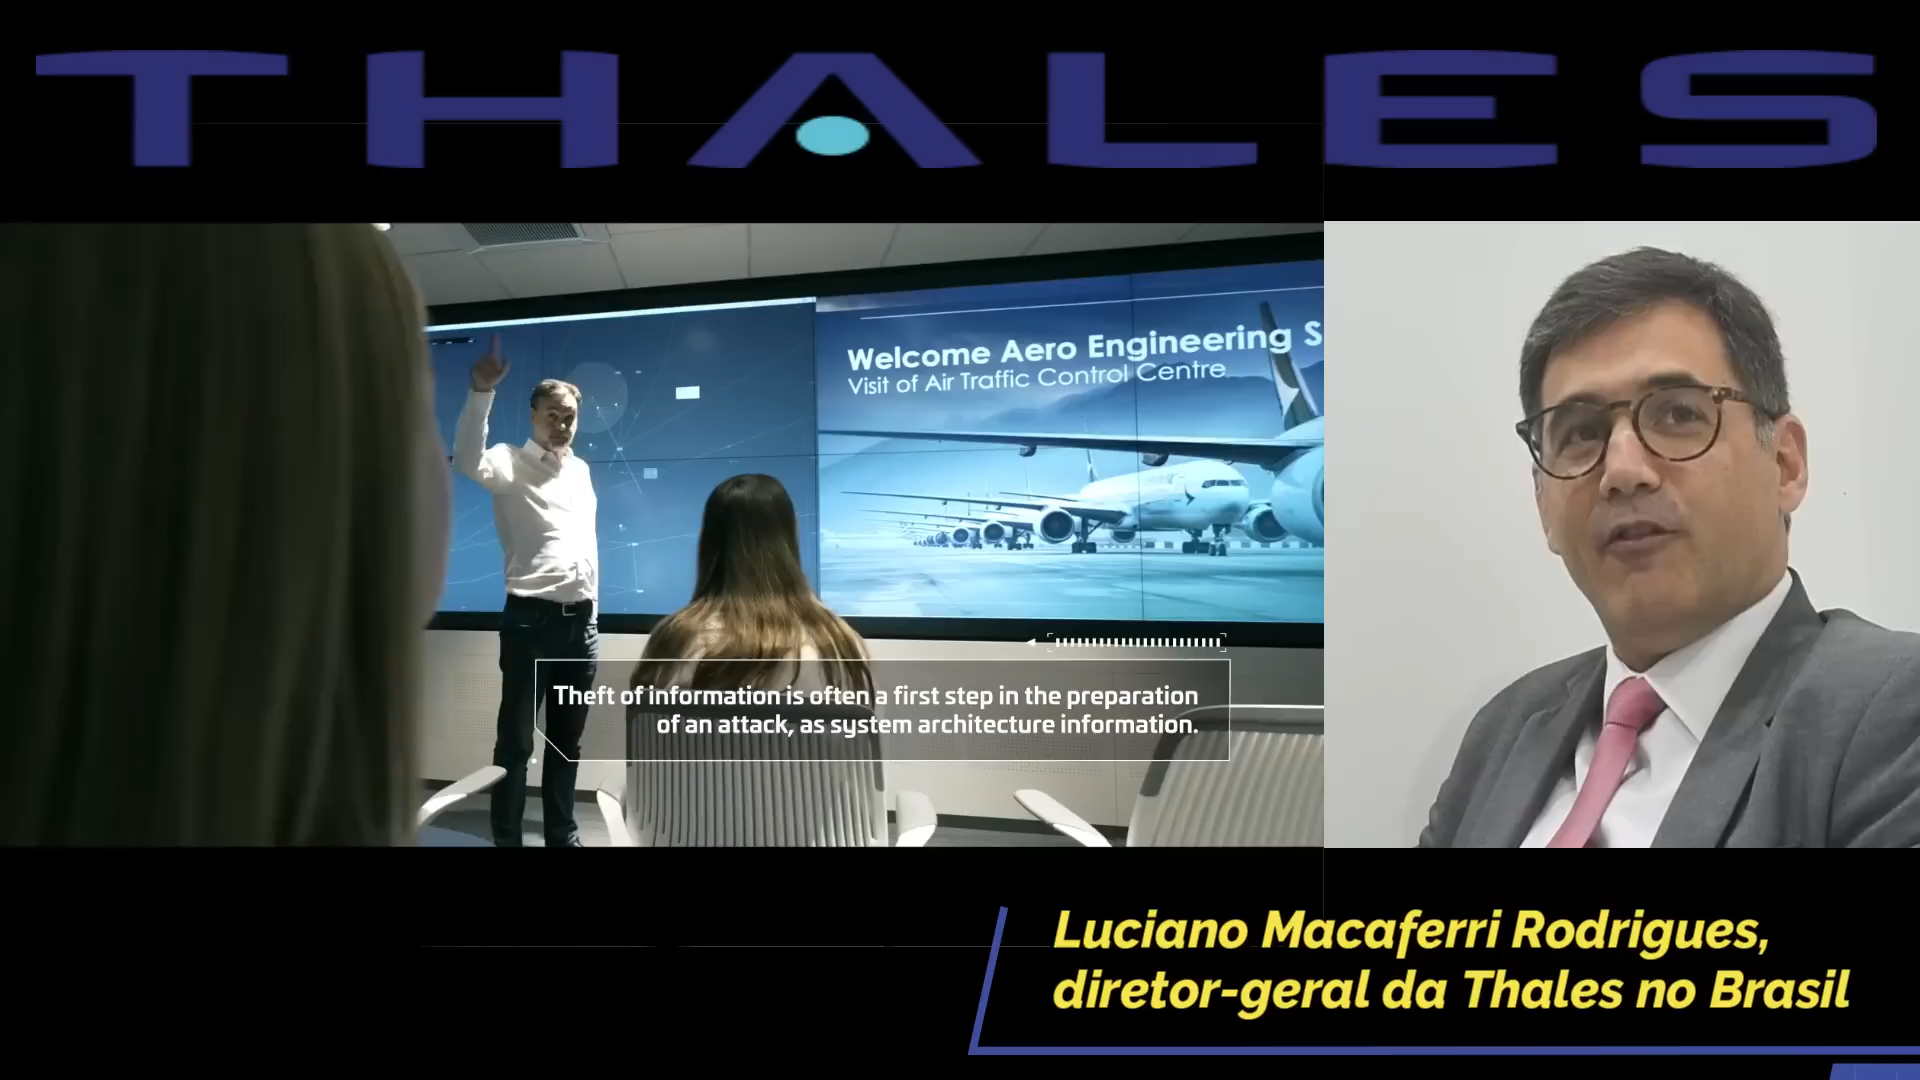 THALES
Welcome Aero Engineering S
Visit of Air Traffic Control Centre
Theft of information is often a first step in the preparation
of an attack, as system architecture information.
Luciano Macaferri Rodrigues,
diretor-geral da Thales no Brasil